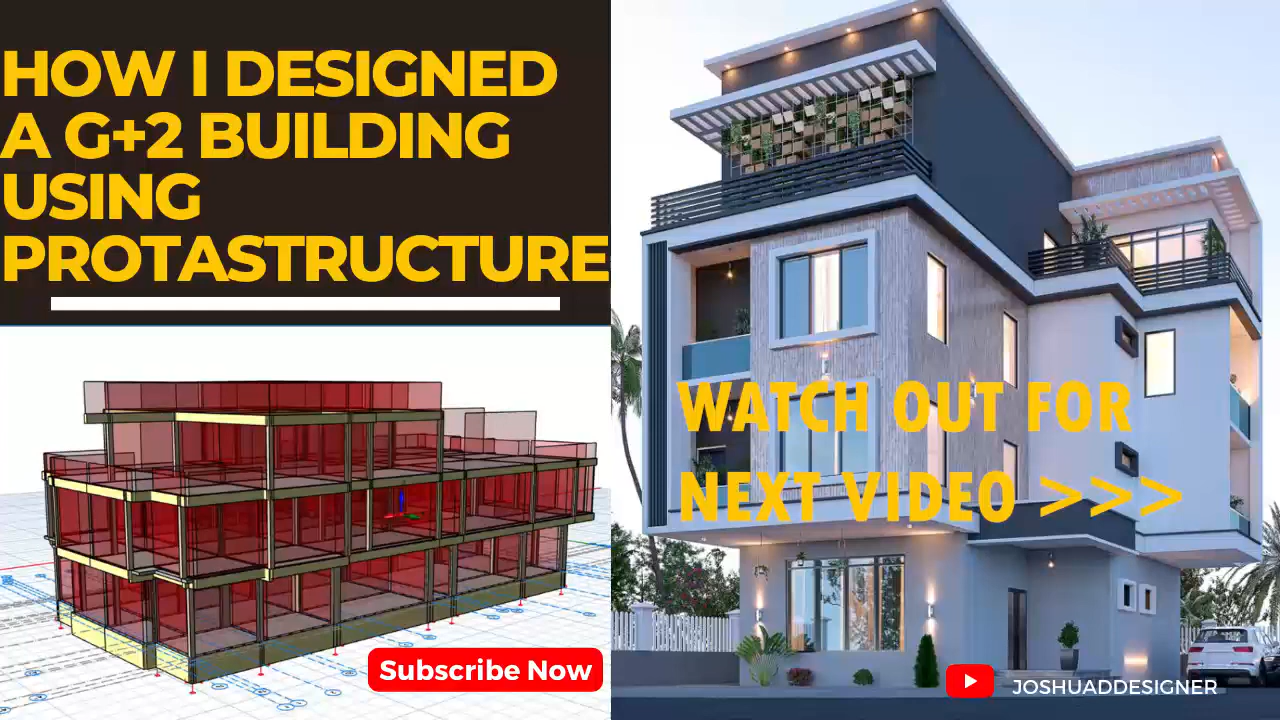 HOW I DESIGNED
A G+2 BUILDING
USING
PROTASTRUCTURE
WATCH OUT FOR
NEXT VIDEO >>>
Subscribe Now
JOSHUADDESIGNER